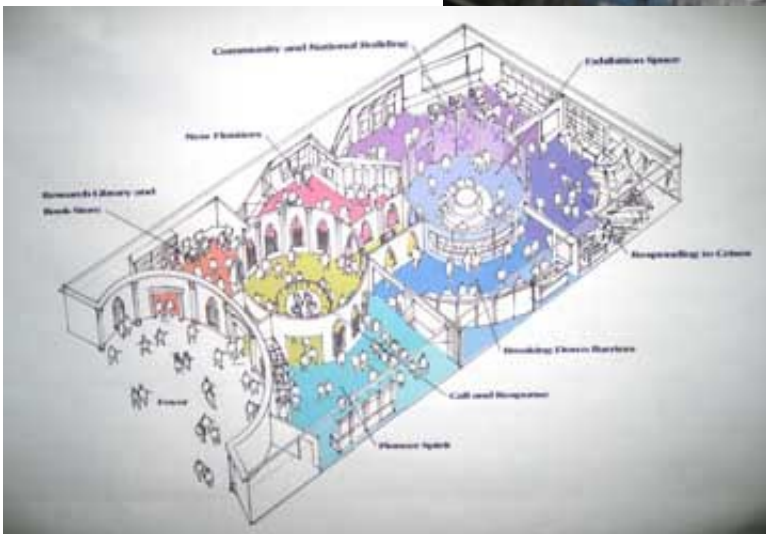 Community and National Building
Exhibition Space
New Frontiers
Research Library and
Book Store
Responding to
Breaking Down Barriers
Call and Response
Foyer
Pioneer Spirit